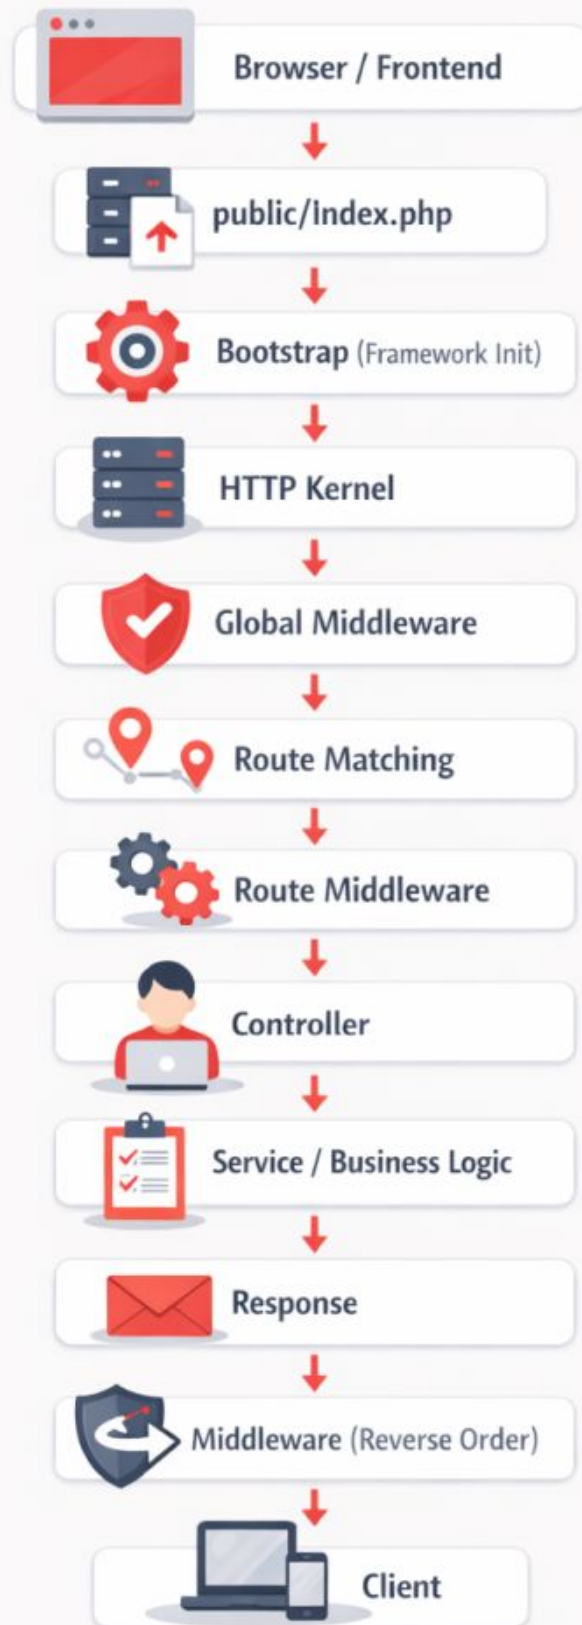 Browser / Frontend
public/index.php
Bootstrap (Framework Init)
HTTP Kernel
Global Middleware
Route Matching
Route Middleware
Controller
Service / Business Logic
Response
Middleware (Reverse Order)
Client